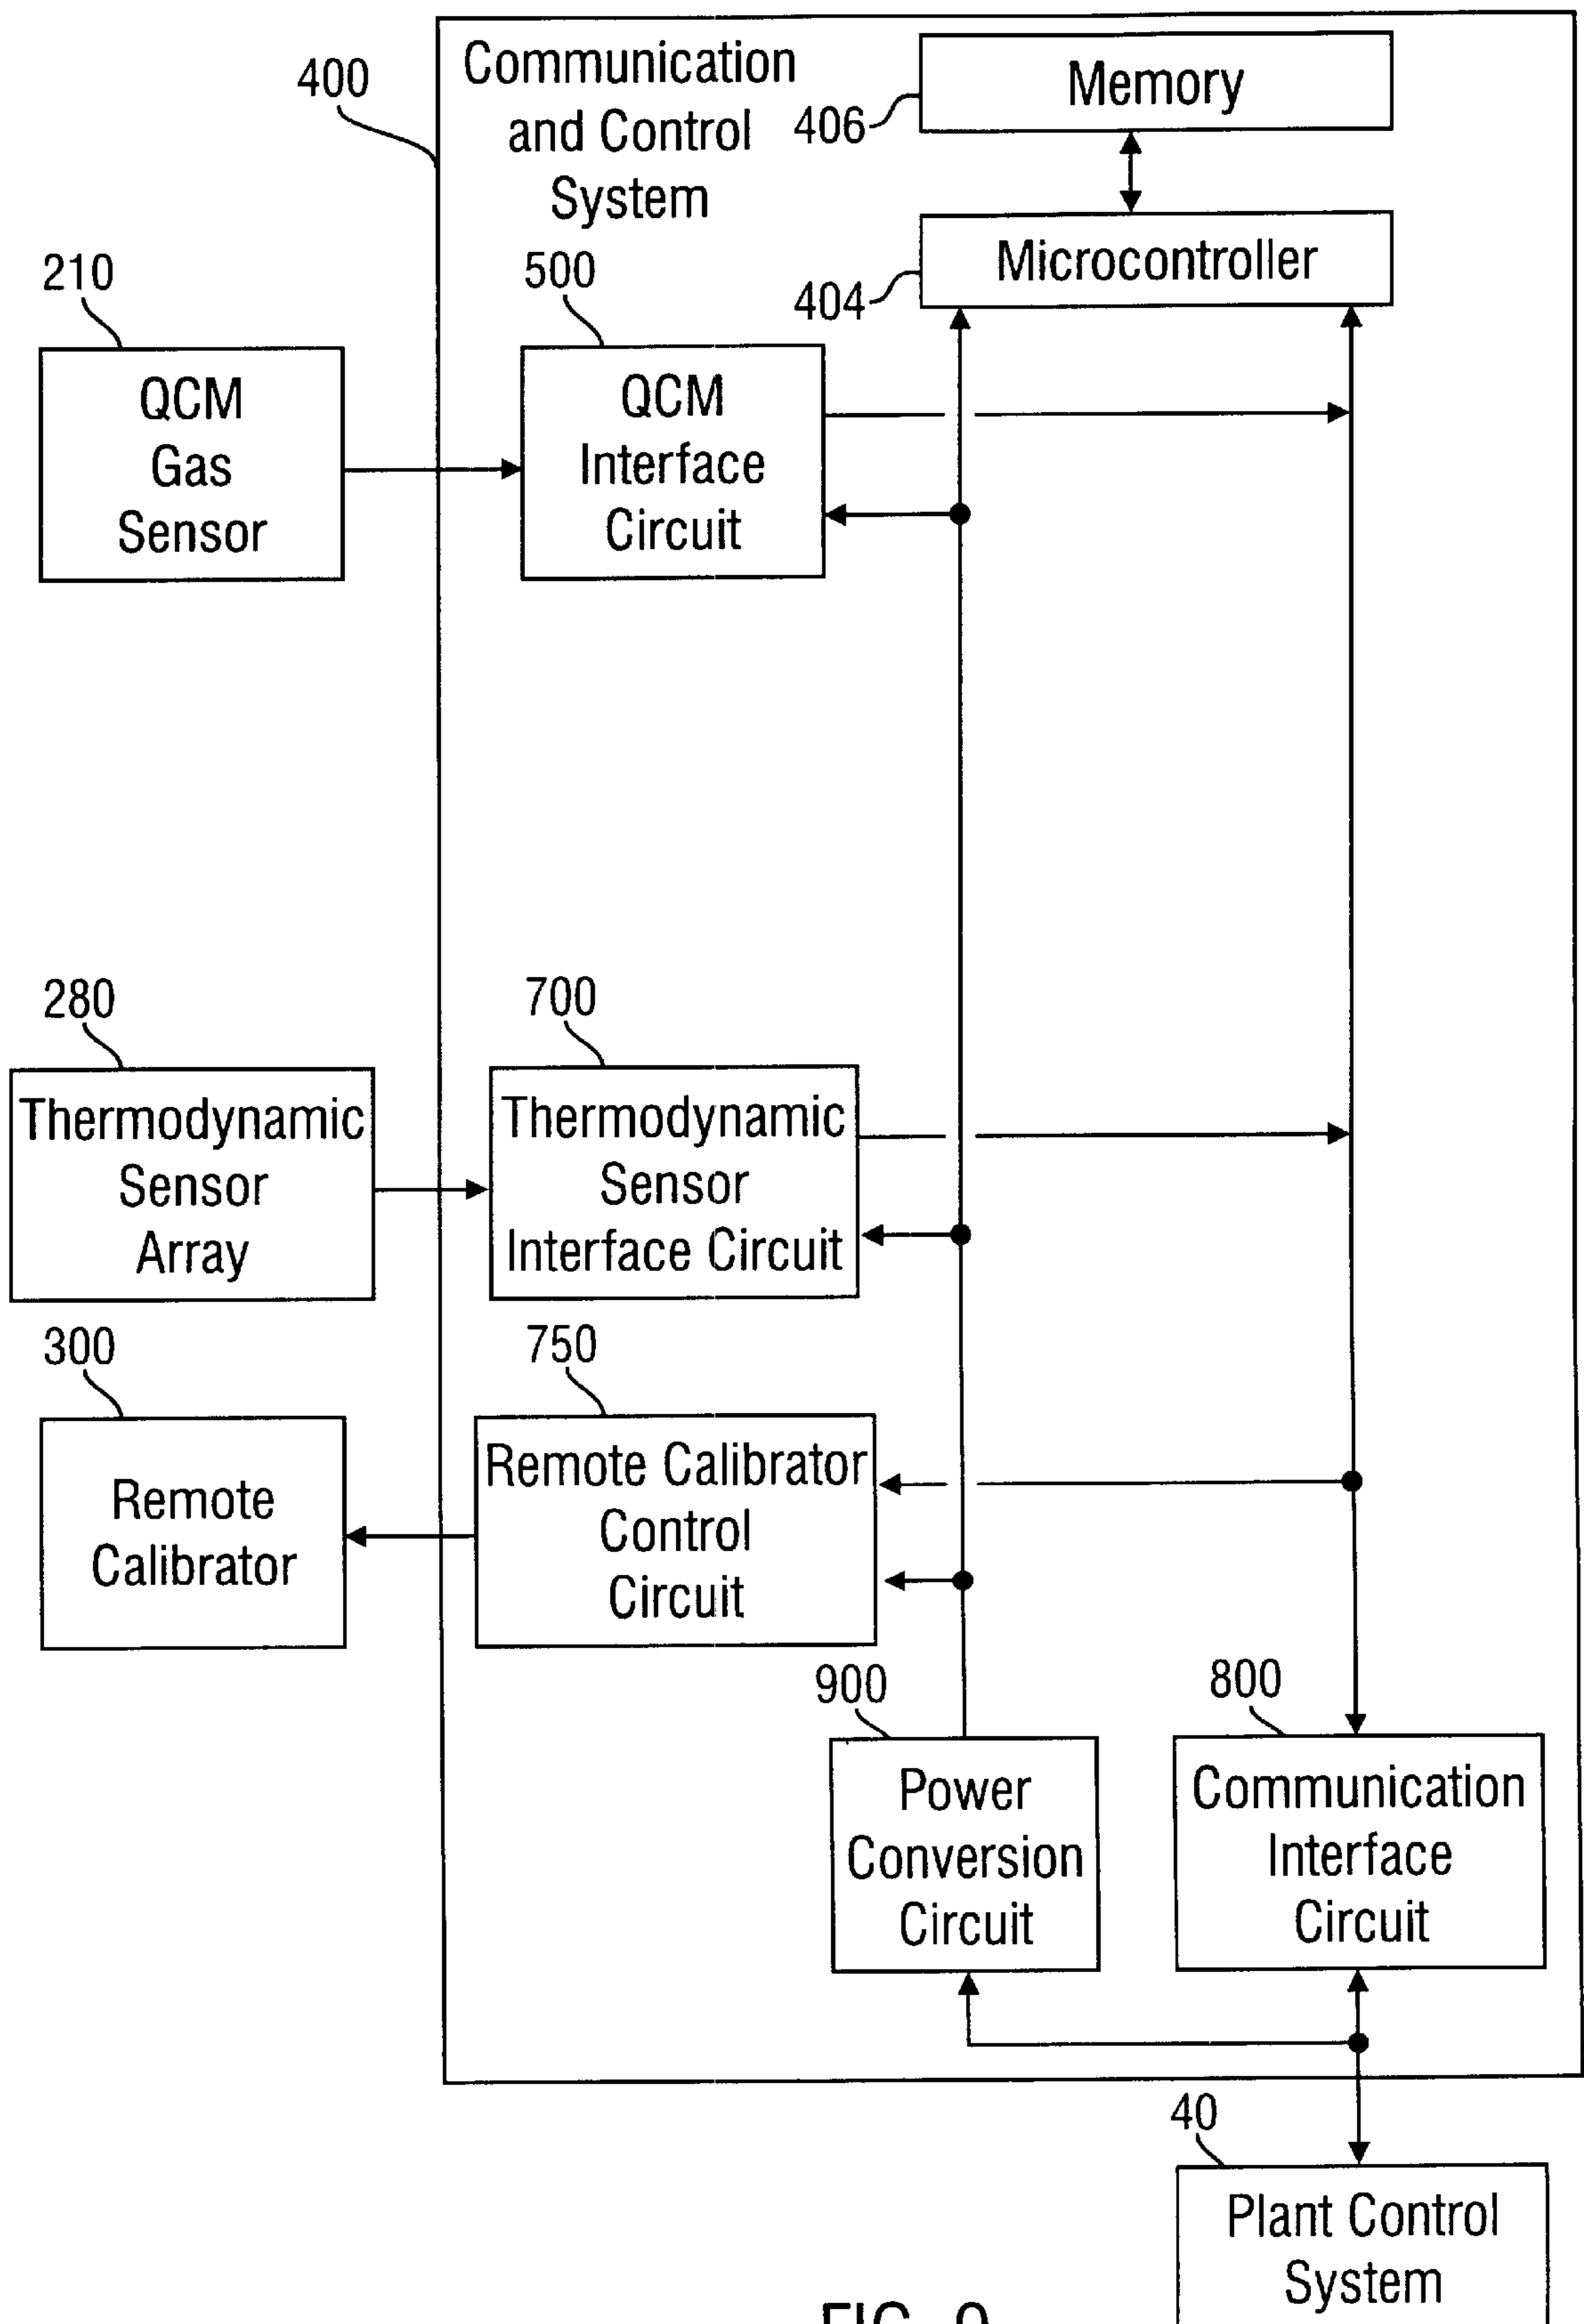 400
Communication
and Control
System
406
Memory
404
Microcontroller
210
QCM
Gas
Sensor
500
QCM
Interface
Circuit
280
Thermodynamic
Sensor
Array
700
Thermodynamic
Sensor
Interface Circuit
300
Remote
Calibrator
750
Remote Calibrator
Control
Circuit
900
Power
Conversion
Circuit
800
Communication
Interface
Circuit
40
Plant Control
System